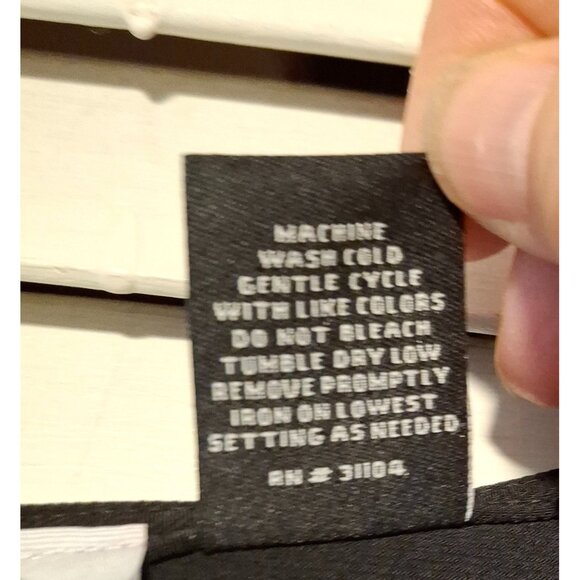 MACHINE
WASH COLD
GENTLE CYCLE
WITH LIKE COLORS
DO NOT BLEACH
TUMBLE DRY LOW
REMOVE PROMPTLY
IRON ON LOWEST
SETTING AS NEEDED
RN # 31104